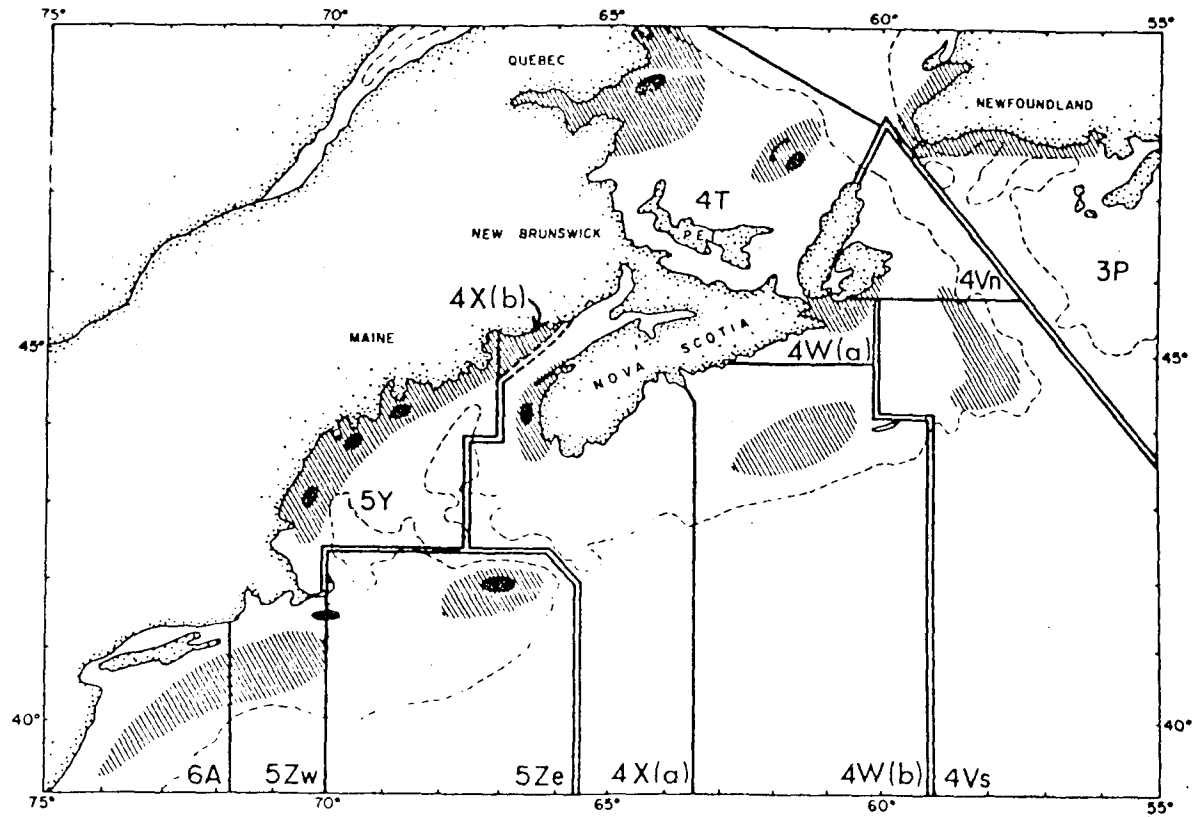 75° 70° 65° 60° 55°
QUEBEC
NEWFOUNDLAND
4T
P.E.
NEW BRUNSWICK
3P
4Vn
4X(b)
NOVA SCOTIA
MAINE
4W(a)
45° 45°
5Y
40° 40°
6A 5Zw 5Ze 4X(a) 4W(b) 4Vs
75° 70° 65° 60° 55°